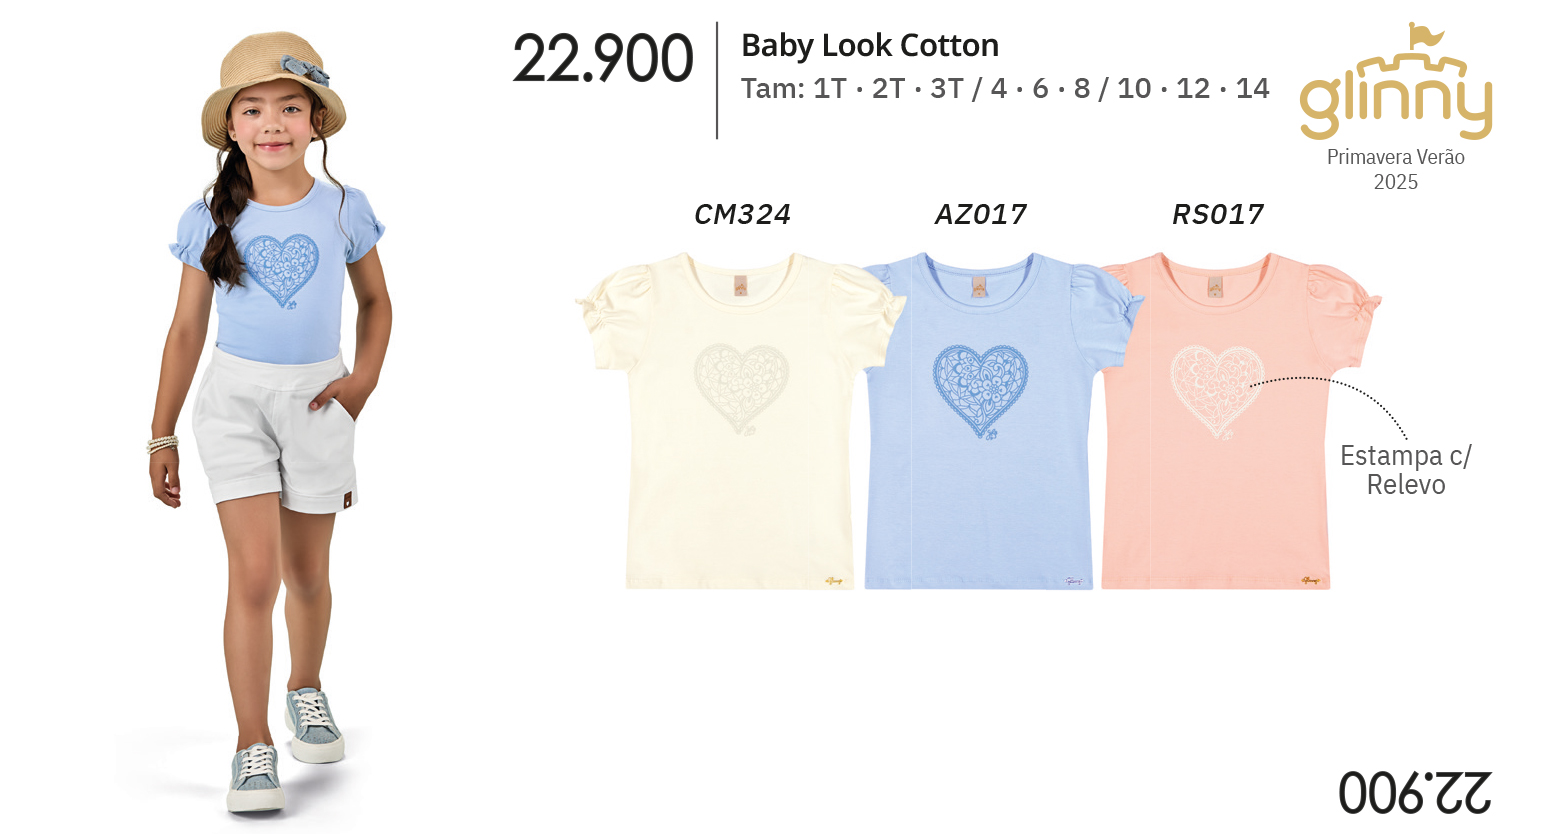 22.900
Baby Look Cotton
Tam: 1T · 2T · 3T / 4 · 6 · 8 / 10 · 12 · 14
glinny
Primavera Verão
2025
CM324
AZ017
RS017
Estampa c/
Relevo
22.900